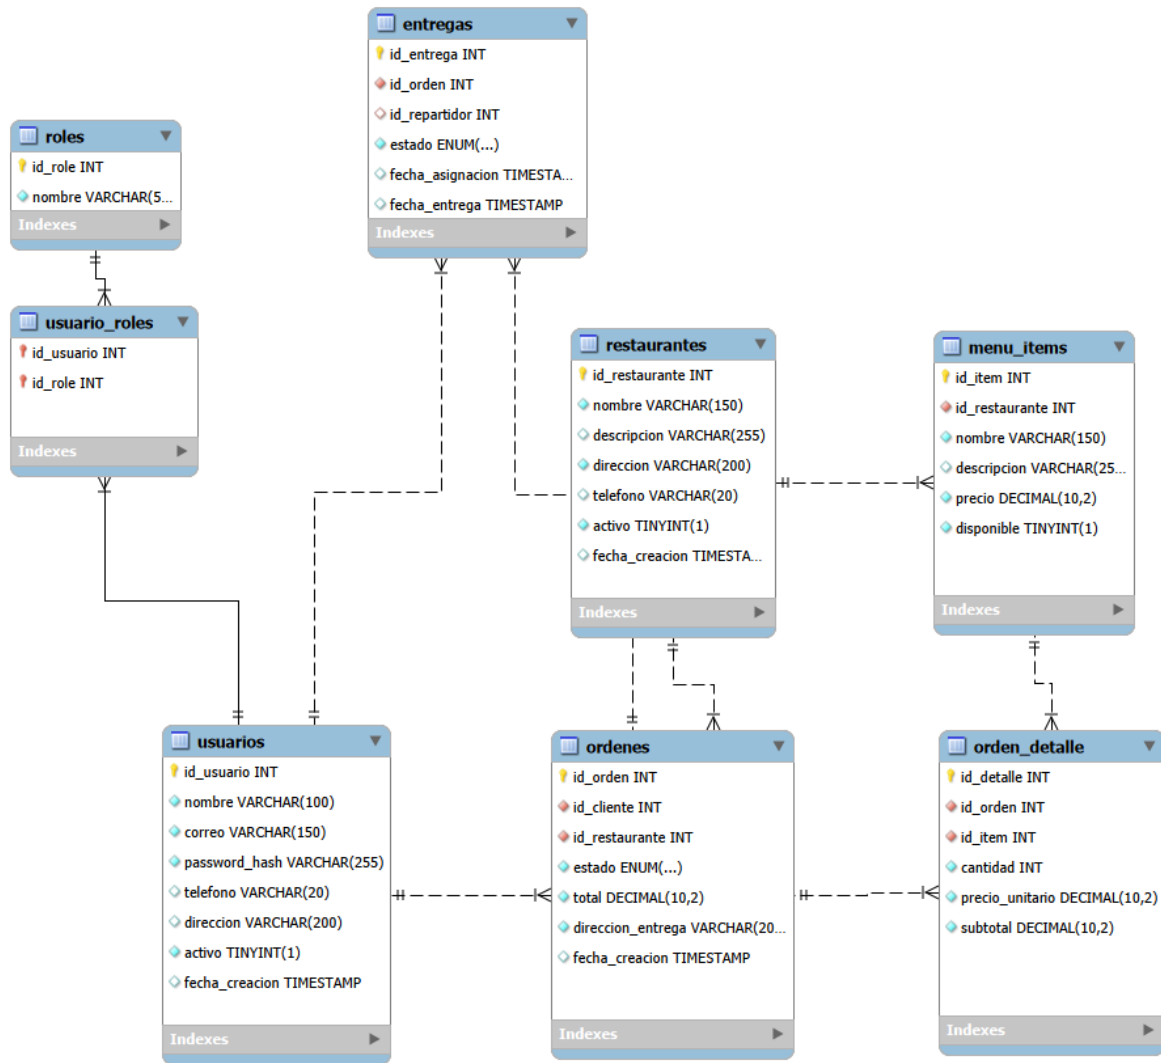 entregas
id_entrega INT
id_orden INT
id_repartidor INT
estado ENUM(...)
fecha_asignacion TIMESTA...
fecha_entrega TIMESTAMP
Indexes
roles
id_role INT
nombre VARCHAR(5...
Indexes
usuario_roles
id_usuario INT
id_role INT
Indexes
restaurantes
id_restaurante INT
nombre VARCHAR(150)
descripcion VARCHAR(255)
direccion VARCHAR(200)
telefono VARCHAR(20)
activo TINYINT(1)
fecha_creacion TIMESTA...
Indexes
menu_items
id_item INT
id_restaurante INT
nombre VARCHAR(150)
descripcion VARCHAR(25...
precio DECIMAL(10,2)
disponible TINYINT(1)
Indexes
usuarios
id_usuario INT
nombre VARCHAR(100)
correo VARCHAR(150)
password_hash VARCHAR(255)
telefono VARCHAR(20)
direccion VARCHAR(200)
activo TINYINT(1)
fecha_creacion TIMESTAMP
Indexes
ordenes
id_orden INT
id_cliente INT
id_restaurante INT
estado ENUM(...)
total DECIMAL(10,2)
direccion_entrega VARCHAR(20...
fecha_creacion TIMESTAMP
Indexes
orden_detalle
id_detalle INT
id_orden INT
id_item INT
cantidad INT
precio_unitario DECIMAL(10,2)
subtotal DECIMAL(10,2)
Indexes